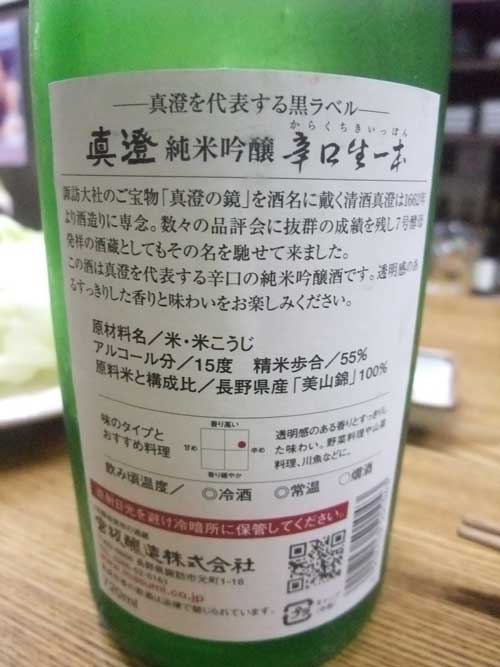 真澄を代表する黒ラベル
からくちきいっぽん
真澄 純米吟醸 辛口生一本
諏訪大社のご宝物「真澄の鏡」を酒名に戴く清酒真澄は1662年
より酒造りに専念。数々の品評会に抜群の成績を残し7号酵母
発祥の酒蔵としてもその名を馳せて来ました。
この酒は真澄を代表する辛口の純米吟醸酒です。透明感のあ
るすっきりした香りと味わいをお楽しみください。
原材料名／米・米こうじ
アルコール分／15度 精米歩合／55%
原料米と構成比／長野県産「美山錦」100%
味のタイプと
おすすめ料理
香り高い
甘め
辛め
香り穏やか
透明感のある香りとすっきりし
た味わい。野菜料理や山菜
料理、川魚などに。
飲み頃温度／ ◎冷酒 ◎常温 ○燗酒
直射日光を避け冷暗所に保管してください。
宮坂醸造株式会社
長野県諏訪市元町1-16
720ml